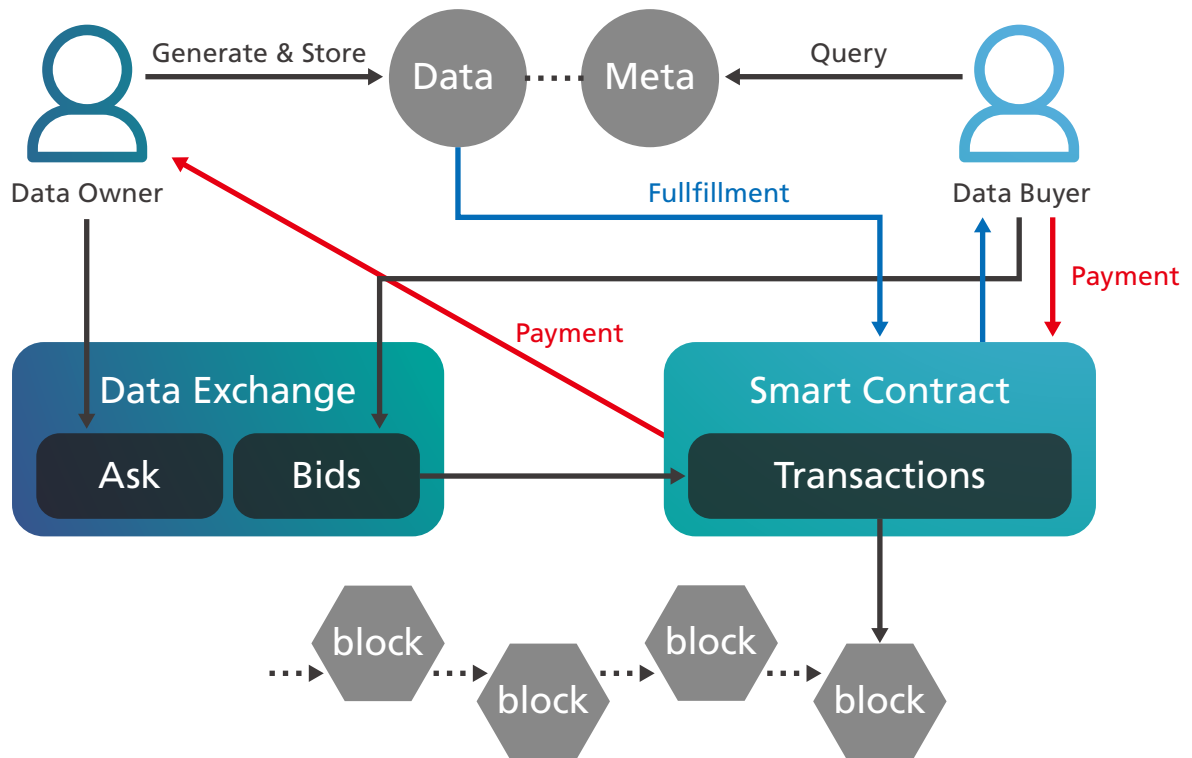 Generate & Store
Data
Meta
Query
Data Owner
Fullfillment
Data Buyer
Payment
Payment
Data Exchange
Smart Contract
Ask
Bids
Transactions
block
block
block
block